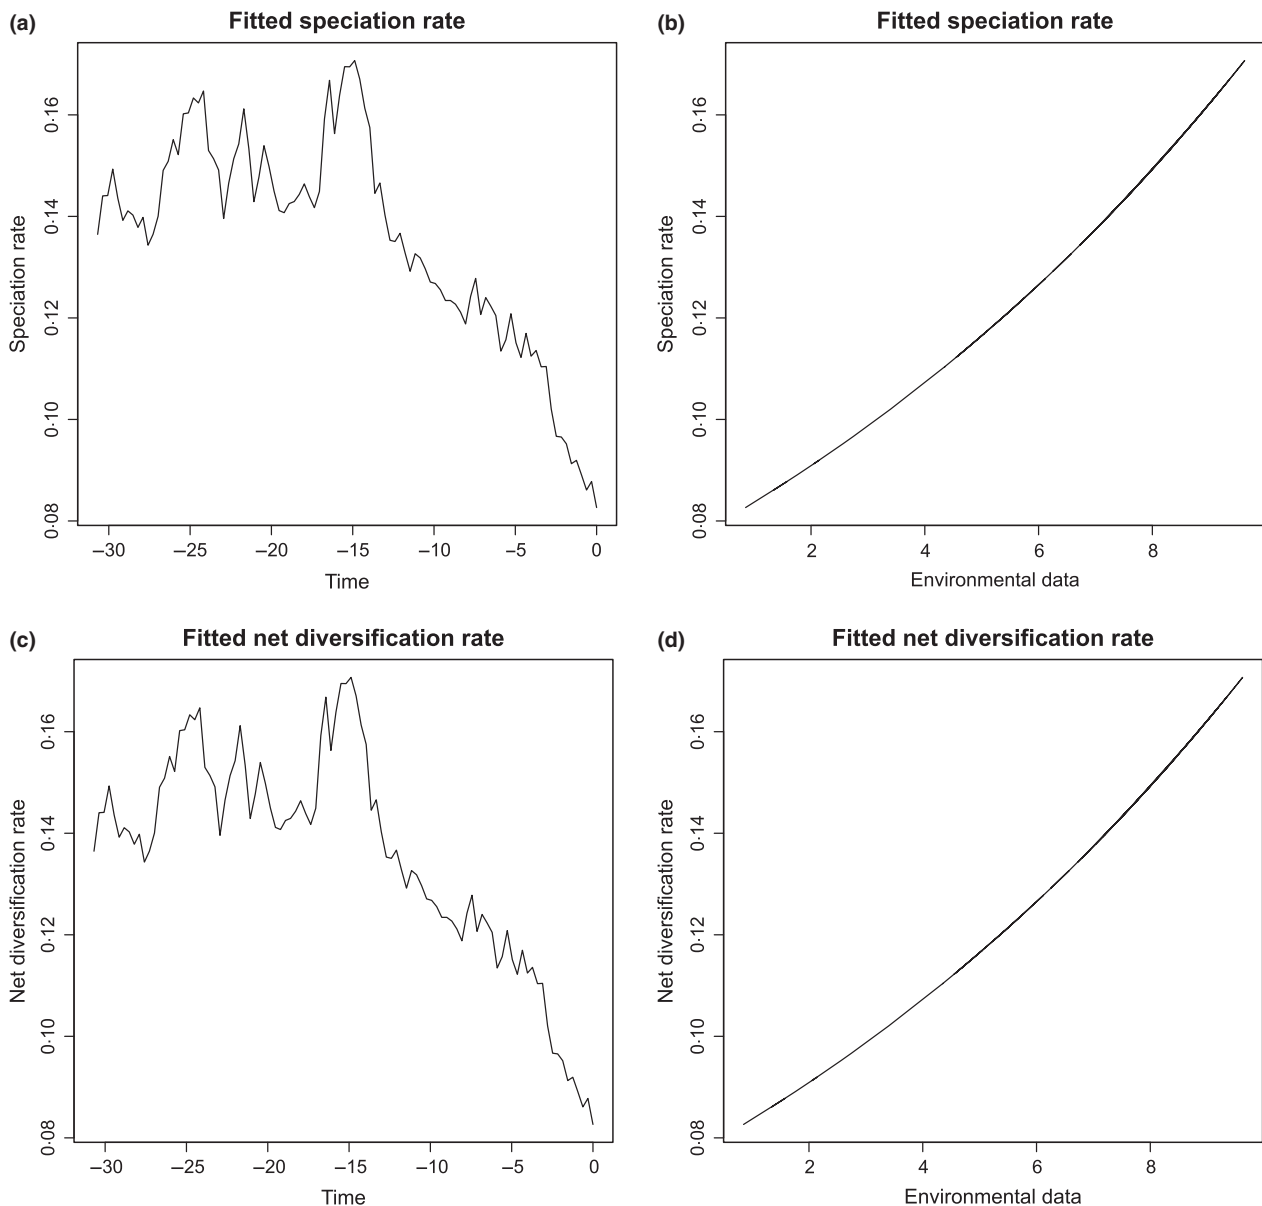 (a)
Fitted speciation rate
Speciation rate
0·16
0·14
0·12
0·10
0·08
–30 –25 –20 –15 –10 –5 0
Time
(b)
Fitted speciation rate
Speciation rate
0·16
0·14
0·12
0·10
0·08
2 4 6 8
Environmental data
(c)
Fitted net diversification rate
Net diversification rate
0·16
0·14
0·12
0·10
0·08
–30 –25 –20 –15 –10 –5 0
Time
(d)
Fitted net diversification rate
Net diversification rate
0·16
0·14
0·12
0·10
0·08
2 4 6 8
Environmental data